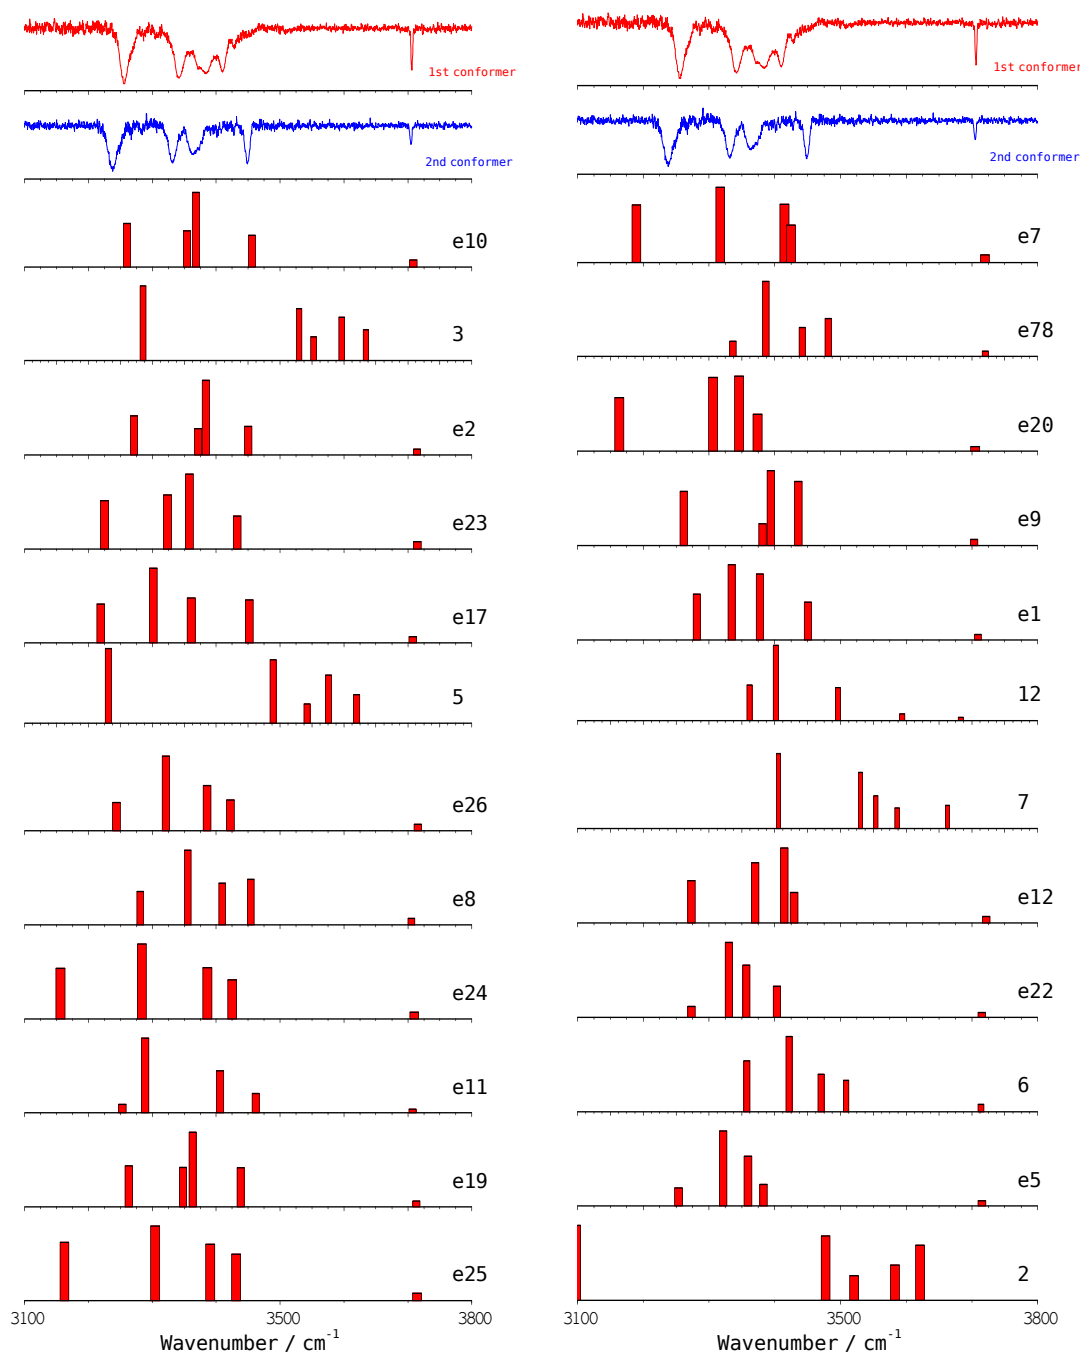 1st conformer
2nd conformer
e10
3
e2
e23
e17
5
e26
e8
e24
e11
e19
e25
3100 3500 3800
Wavenumber / cm⁻¹
1st conformer
2nd conformer
e7
e78
e20
e9
e1
12
7
e12
e22
6
e5
2
3100 3500 3800
Wavenumber / cm⁻¹